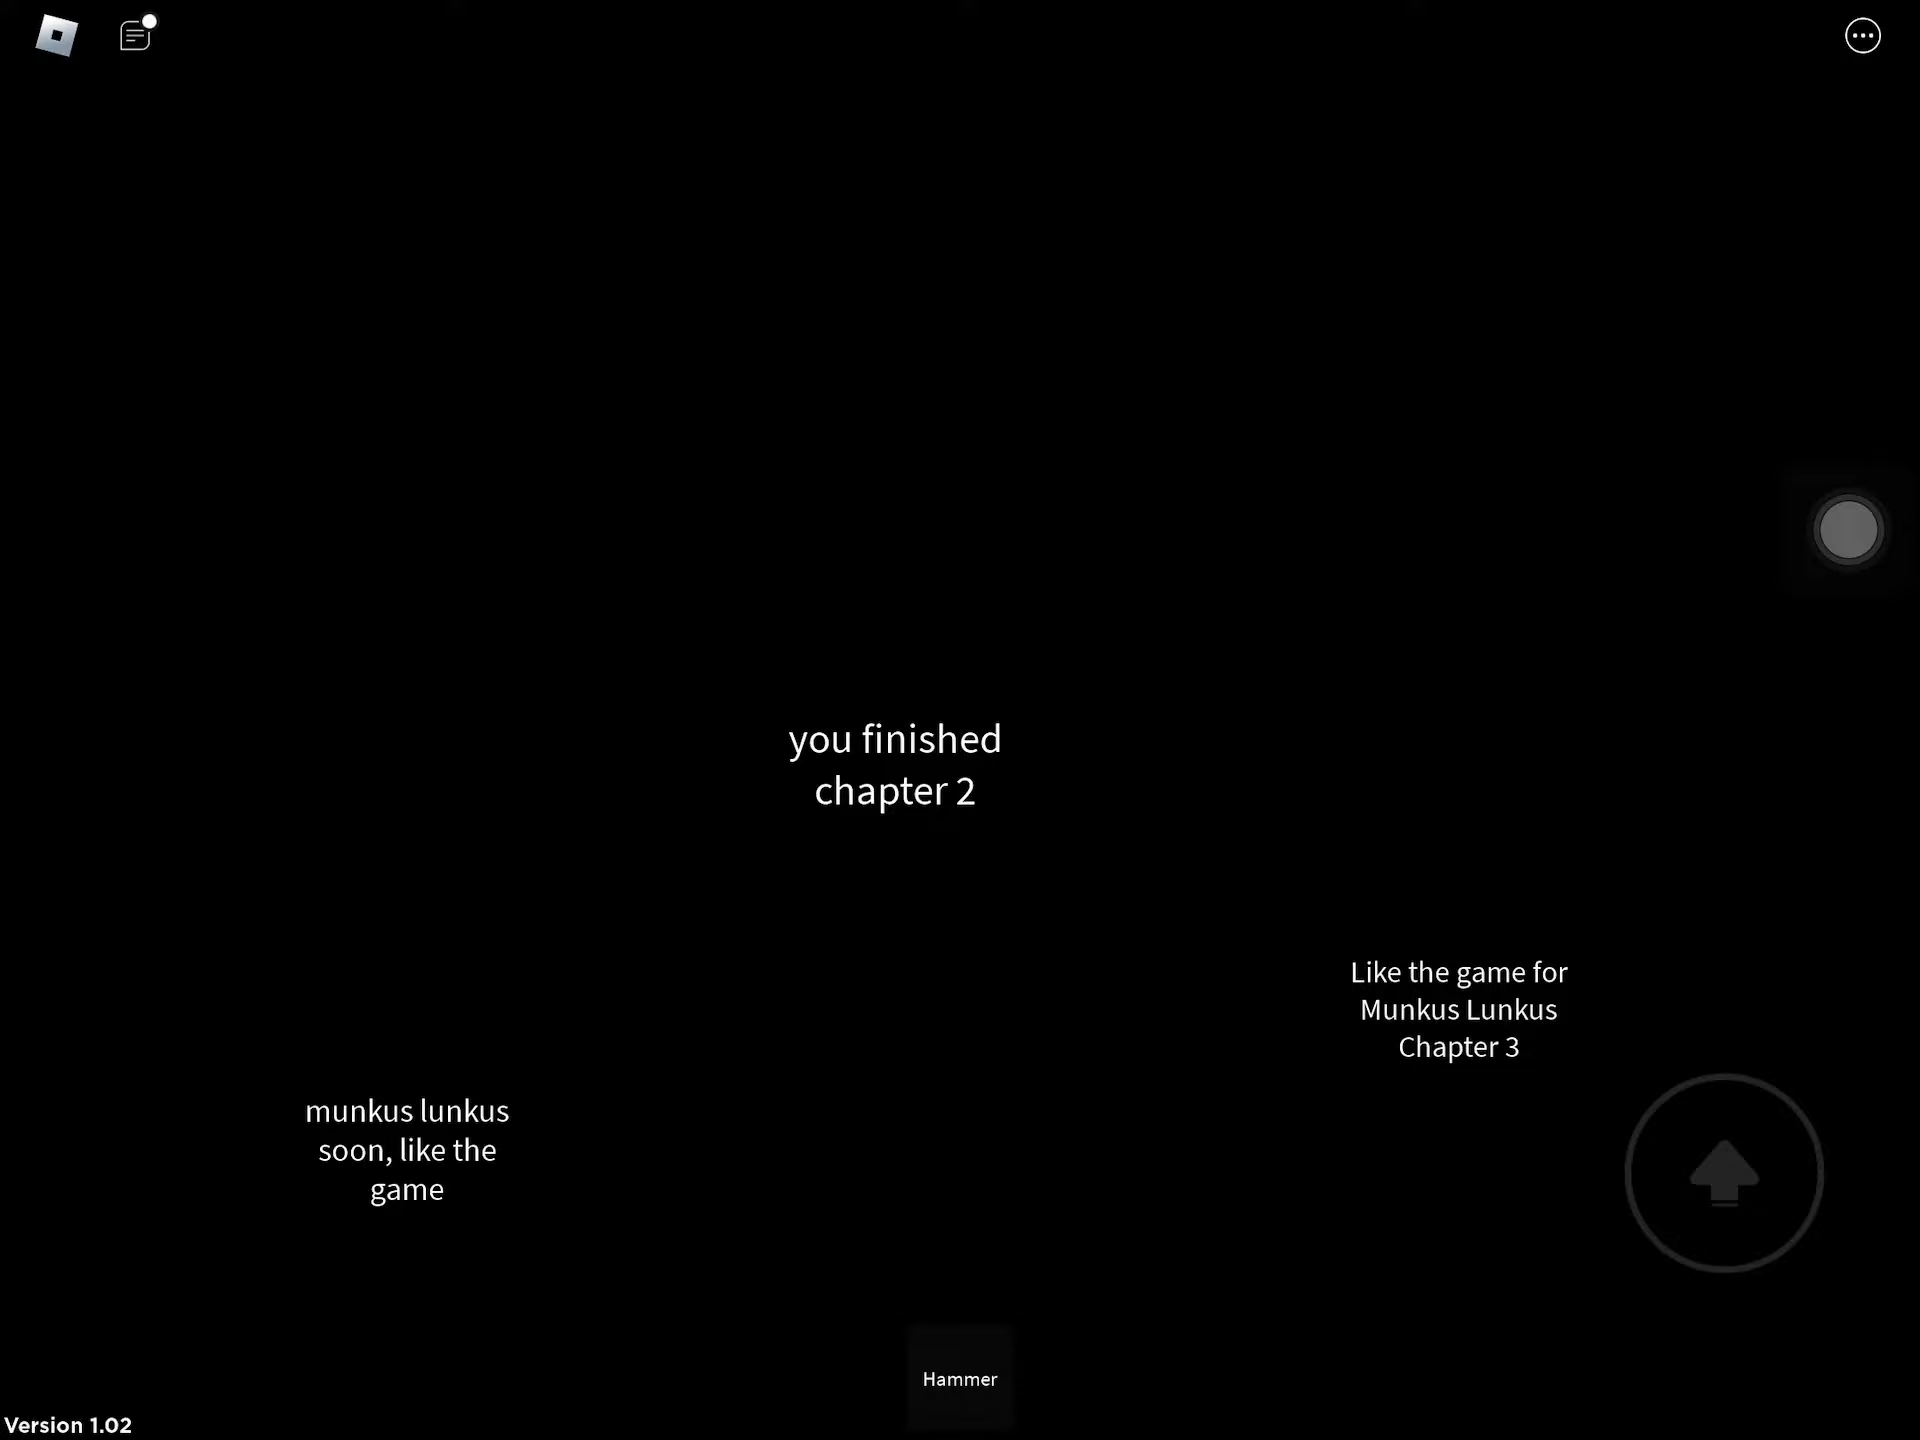 you finished
chapter 2
Like the game for
Munkus Lunkus
Chapter 3
munkus lunkus
soon, like the
game
Hammer
Version 1.02